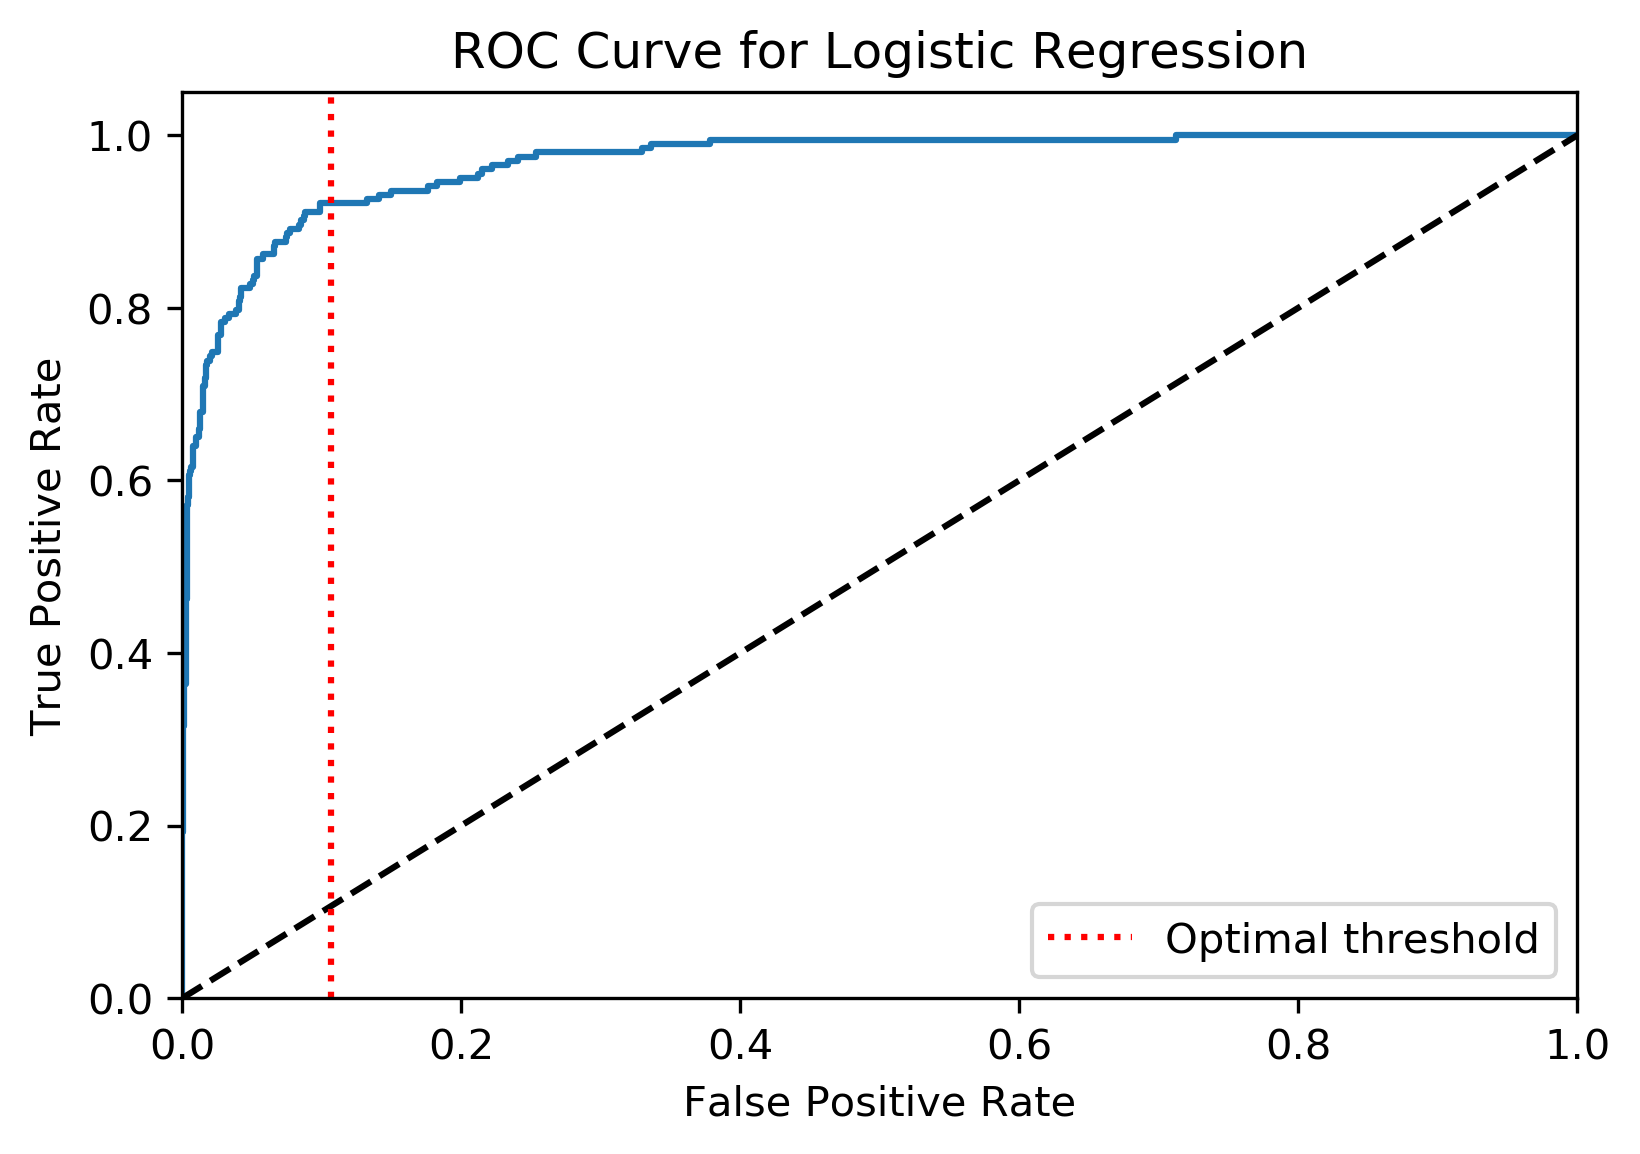 ROC Curve for Logistic Regression
True Positive Rate
1.0
0.8
0.6
0.4
0.2
0.0
0.0 0.2 0.4 0.6 0.8 1.0
False Positive Rate
Optimal threshold